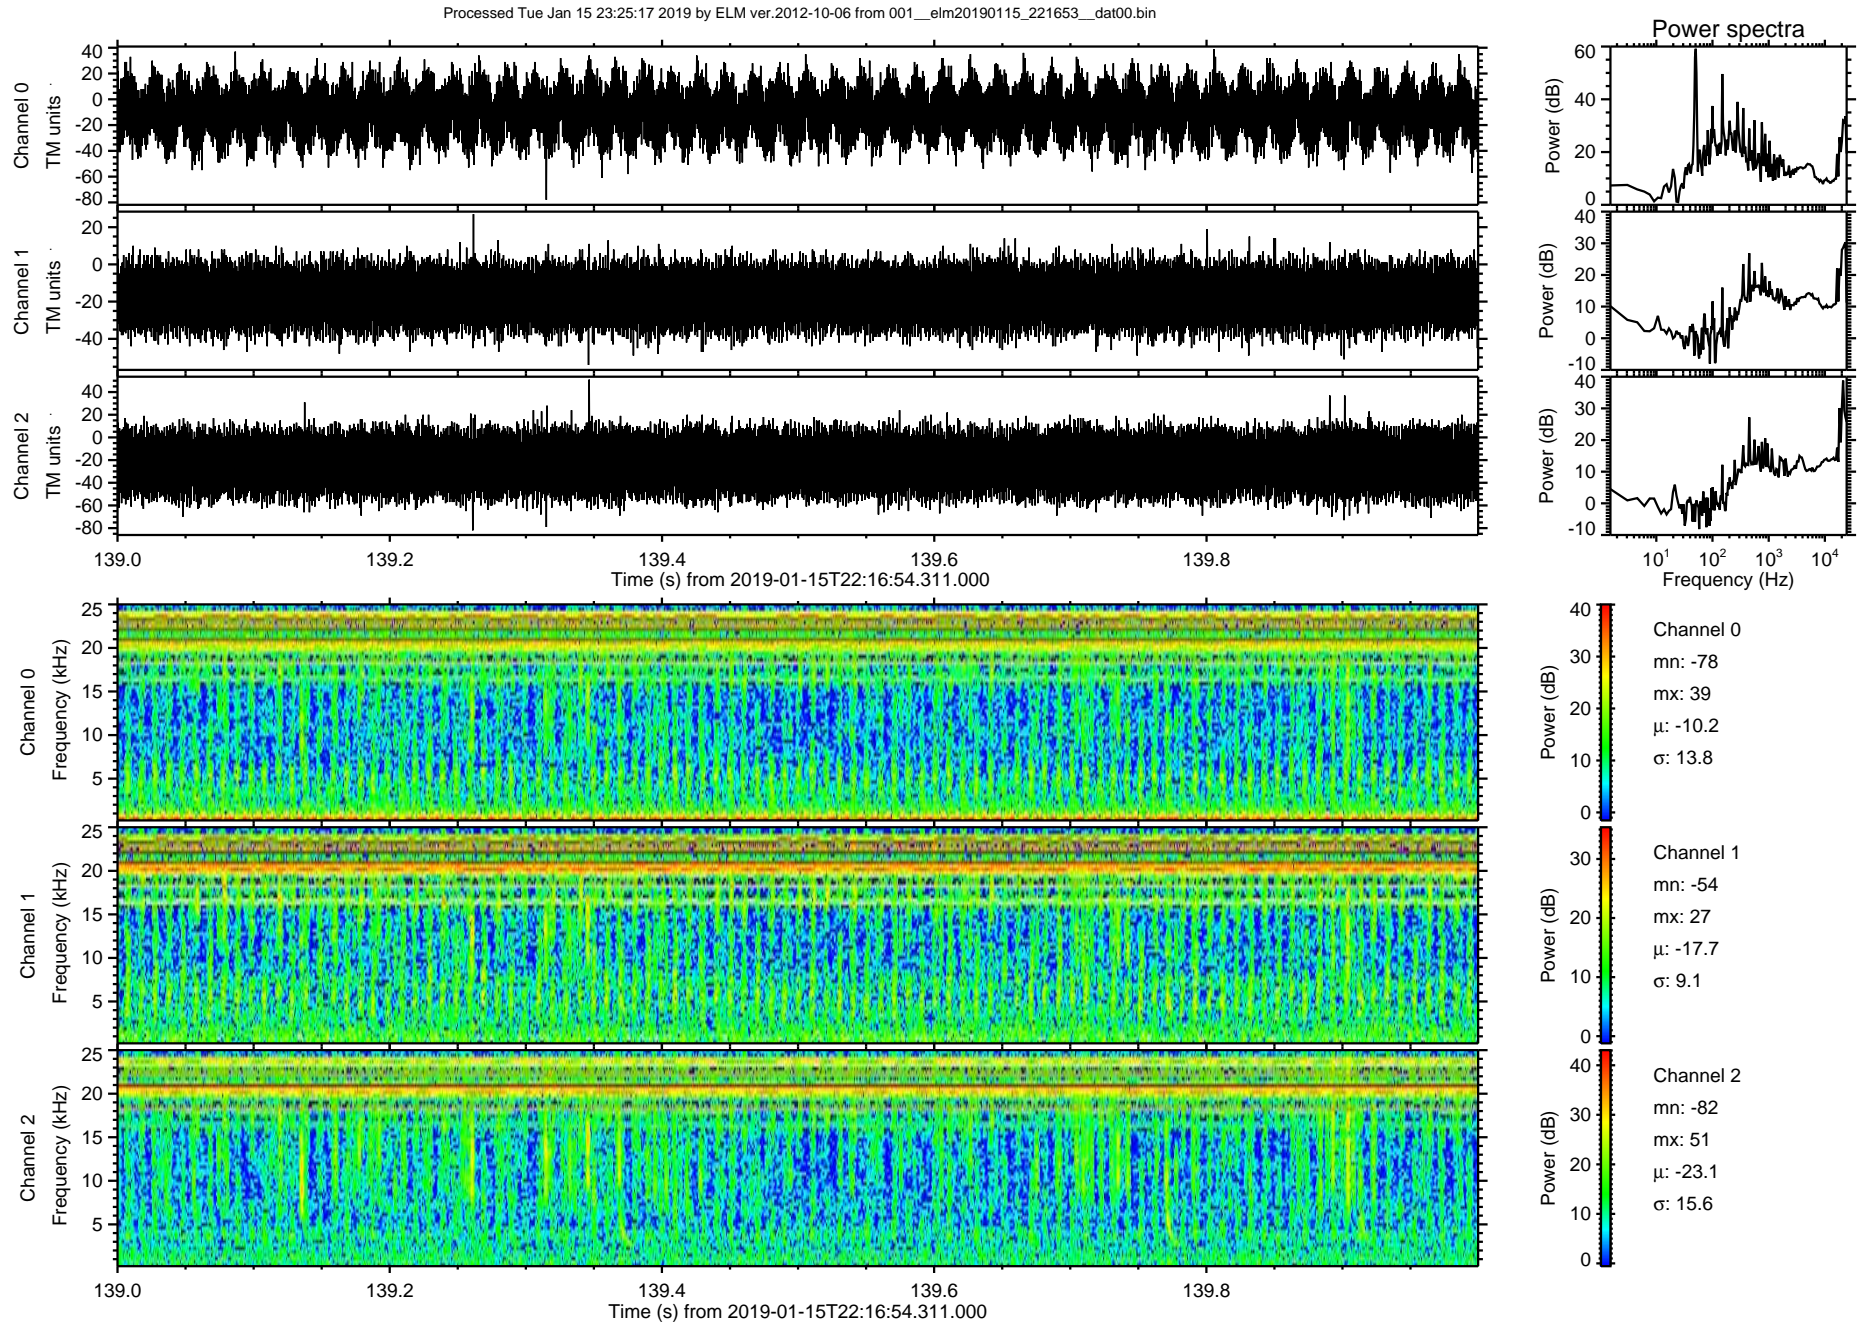 Processed Tue Jan 15 23:25:17 2019 by ELM ver.2012-10-06 from 001__elm20190115_221653__dat00.bin
Power spectra
Channel 0
TM units
40
20
0
-20
-40
-60
-80
Power (dB)
60
40
20
0
Channel 1
TM units
20
0
-20
-40
Power (dB)
40
30
20
10
0
-10
Channel 2
TM units
40
20
0
-20
-40
-60
-80
Power (dB)
40
30
20
10
0
-10
139.0 139.2 139.4 139.6 139.8
Time (s) from 2019-01-15T22:16:54.311.000
10¹ 10² 10³ 10⁴
Frequency (Hz)
Channel 0
Frequency (kHz)
25
20
15
10
5
Power (dB)
40
30
20
10
0
Channel 0
mn: -78
mx: 39
μ: -10.2
σ: 13.8
Channel 1
Frequency (kHz)
25
20
15
10
5
Power (dB)
30
20
10
0
Channel 1
mn: -54
mx: 27
μ: -17.7
σ: 9.1
Channel 2
Frequency (kHz)
25
20
15
10
5
Power (dB)
40
30
20
10
0
Channel 2
mn: -82
mx: 51
μ: -23.1
σ: 15.6
139.0 139.2 139.4 139.6 139.8
Time (s) from 2019-01-15T22:16:54.311.000